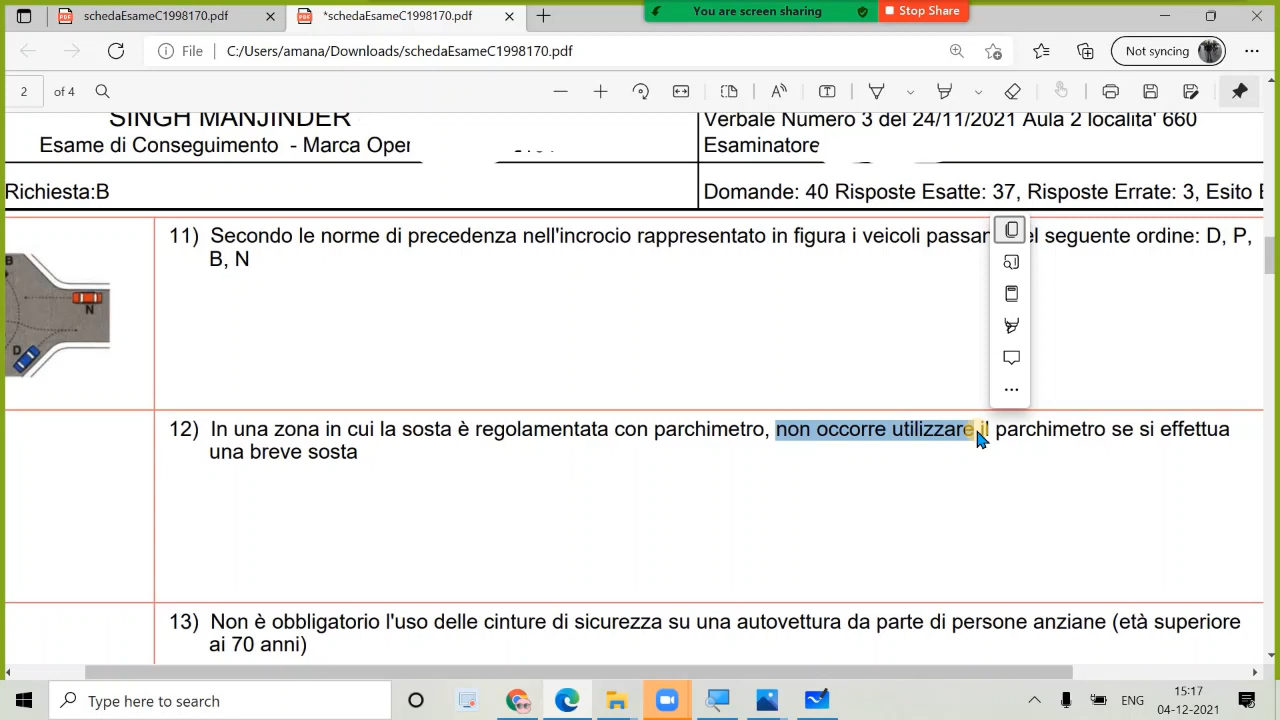 schedaEsameC1998170.pdf
*schedaEsameC1998170.pdf
You are screen sharing
Stop Share
File
C:/Users/amana/Downloads/schedaEsameC1998170.pdf
Not syncing
2 of 4
SINGH MANJINDER
Esame di Conseguimento - Marca Oper
Verbale Numero 3 del 24/11/2021 Aula 2 localita' 660
Esaminatore
Richiesta:B
Domande: 40 Risposte Esatte: 37, Risposte Errate: 3, Esito E
11) Secondo le norme di precedenza nell'incrocio rappresentato in figura i veicoli passan el seguente ordine: D, P,
B, N
B
N
D
12) In una zona in cui la sosta è regolamentata con parchimetro, non occorre utilizzare il parchimetro se si effettua
una breve sosta
13) Non è obbligatorio l'uso delle cinture di sicurezza su una autovettura da parte di persone anziane (età superiore
ai 70 anni)
Type here to search
ENG
15:17
04-12-2021